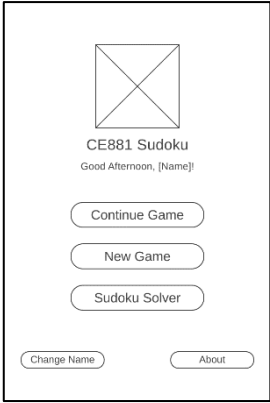 CE881 Sudoku
Good Afternoon, [Name]!
Continue Game
New Game
Sudoku Solver
Change Name
About